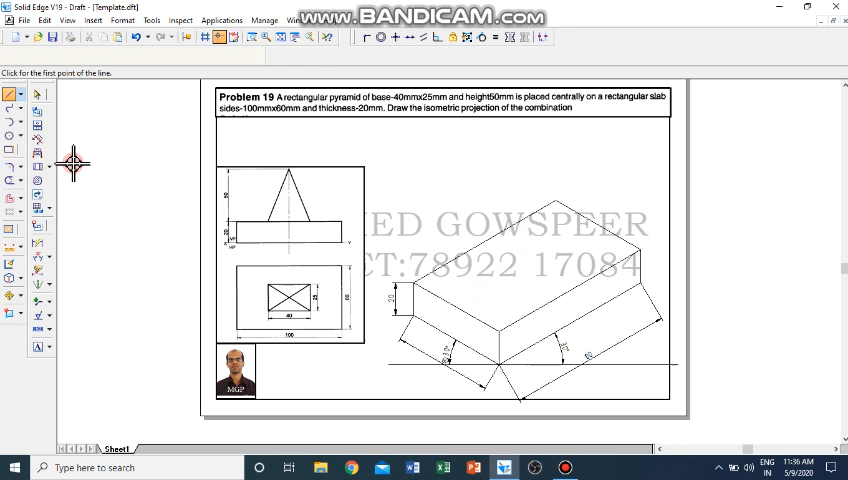 Solid Edge V19 - Draft - [Template.dft]
www.BANDICAM.com
File Edit View Insert Format Tools Inspect Applications Manage
Click for the first point of the line.
Problem 19 A rectangular pyramid of base-40mmx25mm and height50mm is placed centrally on a rectangular slab
sides-100mmx60mm and thickness-20mm. Draw the isometric projection of the combination
IED GOWSPEER
CT:78922 17084
50
20
VP
HP
X
Y
25
60
40
100
20
30°
30°
MGP
Sheet1
Type here to search
ENG
IN
11:36 AM
5/9/2020